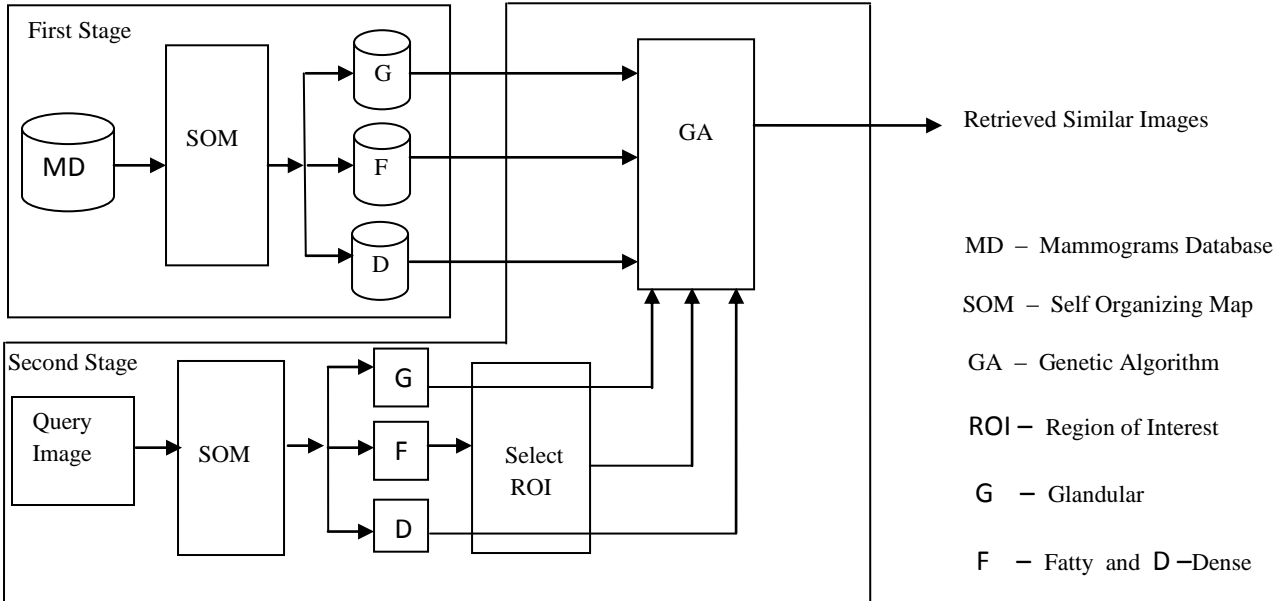 First Stage
MD
SOM
G
F
D
GA
Retrieved Similar Images
Second Stage
Query
Image
SOM
G
F
D
Select
ROI
MD – Mammograms Database
SOM – Self Organizing Map
GA – Genetic Algorithm
ROI – Region of Interest
G – Glandular
F – Fatty and D –Dense